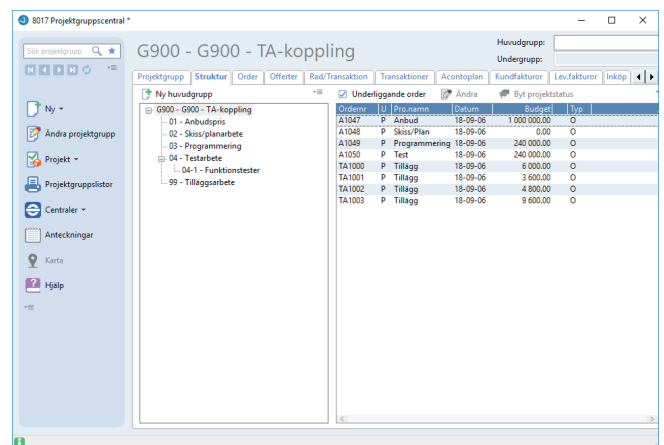 8017 Projektgruppscentral *
Sök projektgrupp
Ny
Ändra projektgrupp
Projekt
Projektgruppslistor
Centraler
Anteckningar
Karta
Hjälp
G900 - G900 - TA-koppling
Huvudgrupp:
Undergrupp:
Projektgrupp Struktur Order Offerter Rad/Transaktion Transaktioner Acontoplan Kundfakturor Lev.fakturor Inköp
Ny huvudgrupp
G900 - G900 - TA-koppling
01 - Anbudspris
02 - Skiss/planarbete
03 - Programmering
04 - Testarbete
04-1 - Funktionstester
99 - Tilläggsarbete
Underliggande order Ändra Byt projektstatus
Ordernr U Pro.namn Datum Budget Typ
A1047 P Anbud 18-09-06 1 000 000.00 O
A1048 P Skiss/Plan 18-09-06 0.00 O
A1049 P Programmering 18-09-06 240 000.00 O
A1050 P Test 18-09-06 240 000.00 O
TA1000 P Tillägg 18-09-06 6 000.00 O
TA1001 P Tillägg 18-09-06 3 600.00 O
TA1002 P Tillägg 18-09-06 4 800.00 O
TA1003 P Tillägg 18-09-06 9 600.00 O